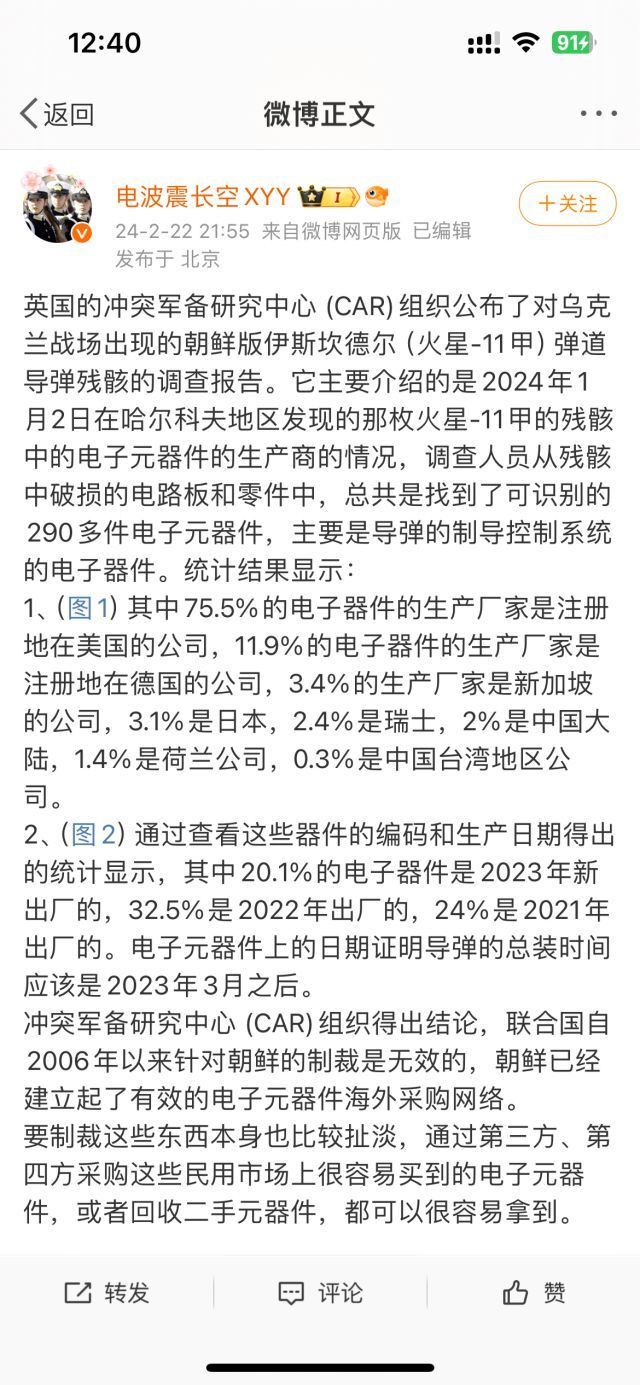 12:40
91
返回
微博正文
电波震长空XYY
I
+关注
24-2-22 21:55 来自微博网页版 已编辑
发布于 北京
英国的冲突军备研究中心 (CAR) 组织公布了对乌克
兰战场出现的朝鲜版伊斯坎德尔（火星-11甲）弹道
导弹残骸的调查报告。它主要介绍的是2024年1
月2日在哈尔科夫地区发现的那枚火星-11甲的残骸
中的电子元器件的生产商的情况，调查人员从残骸
中破损的电路板和零件中，总共是找到了可识别的
290多件电子元器件，主要是导弹的制导控制系统
的电子器件。统计结果显示：
1、（图1）其中75.5%的电子器件的生产厂家是注册
地在美国的公司，11.9%的电子器件的生产厂家是
注册地在德国的公司，3.4%的生产厂家是新加坡
的公司，3.1%是日本，2.4%是瑞士，2%是中国大
陆，1.4%是荷兰公司，0.3%是中国台湾地区公
司。
2、（图2）通过查看这些器件的编码和生产日期得出
的统计显示，其中20.1%的电子器件是2023年新
出厂的，32.5%是2022年出厂的，24%是2021年
出厂的。电子元器件上的日期证明导弹的总装时间
应该是2023年3月之后。
冲突军备研究中心 (CAR) 组织得出结论，联合国自
2006年以来针对朝鲜的制裁是无效的，朝鲜已经
建立起了有效的电子元器件海外采购网络。
要制裁这些东西本身也比较扯淡，通过第三方、第
四方采购这些民用市场上很容易买到的电子元器
件，或者回收二手元器件，都可以很容易拿到。
转发 评论 赞